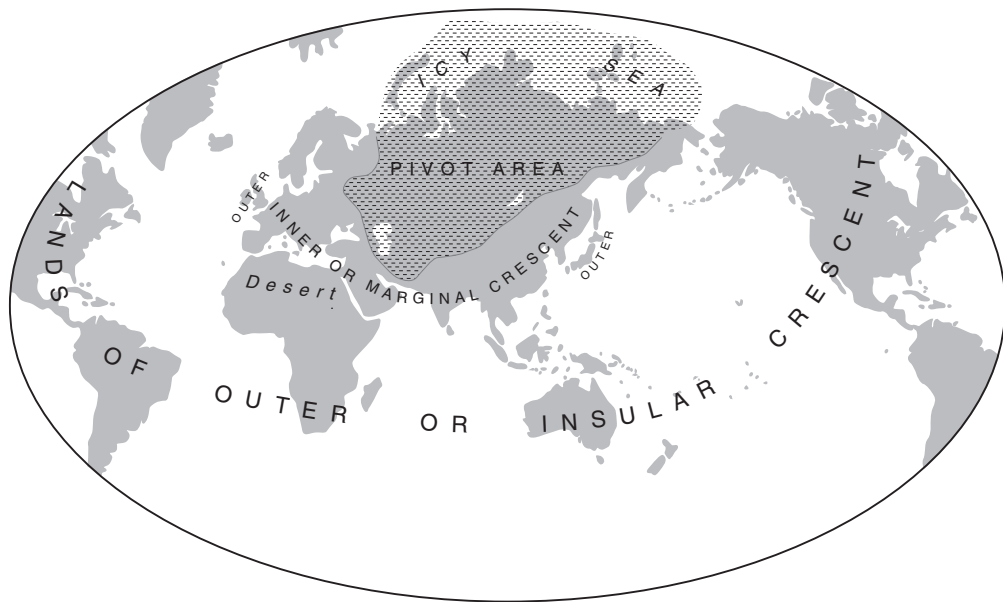 ICY SEA
PIVOT AREA
OUTER
INNER OR MARGINAL CRESCENT
OUTER
Desert
LANDS OF OUTER OR INSULAR CRESCENT